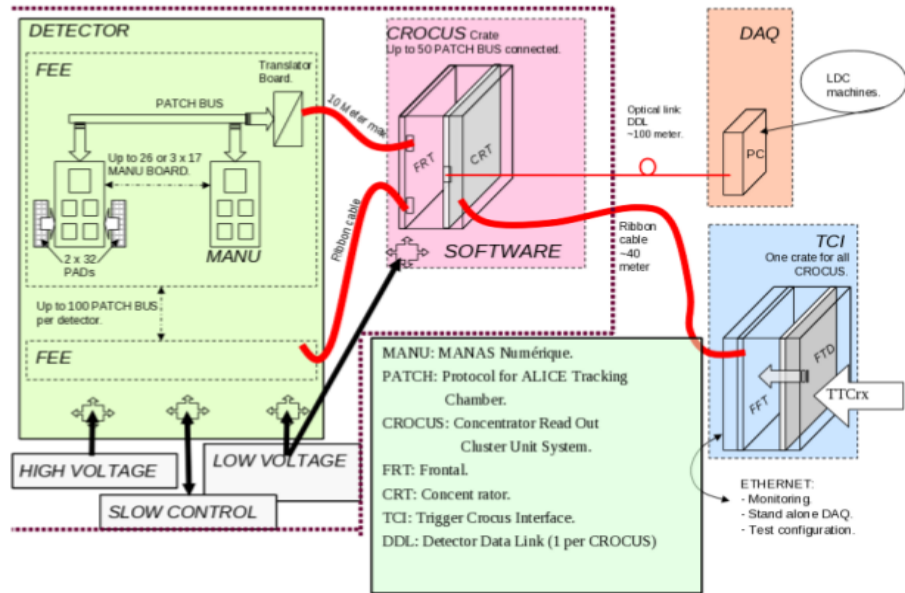 DETECTOR
FEE
Translator
Board.
PATCH BUS
Up to 26 or 3 x 17
MANU BOARD.
MANU
2 x 32
PADs
Up to 100 PATCH BUS
per detector.
FEE
HIGH VOLTAGE
SLOW CONTROL
LOW VOLTAGE
10 Meter max
Ribbon cable
CROCUS Crate
Up to 50 PATCH BUS connected.
FRT
CRT
SOFTWARE
Optical link
DDL
~100 meter.
Ribbon
cable
~40
meter
DAQ
LDC
machines.
PC
TCI
One crate for all
CROCUS.
FFT
FTD
TTCrx
ETHERNET:
- Monitoring.
- Stand alone DAQ.
- Test configuration.
MANU: MANAS Numérique.
PATCH: Protocol for ALICE Tracking
Chamber.
CROCUS: Concentrator Read Out
Cluster Unit System.
FRT: Frontal.
CRT: Concent rator.
TCI: Trigger Crocus Interface.
DDL: Detector Data Link (1 per CROCUS)